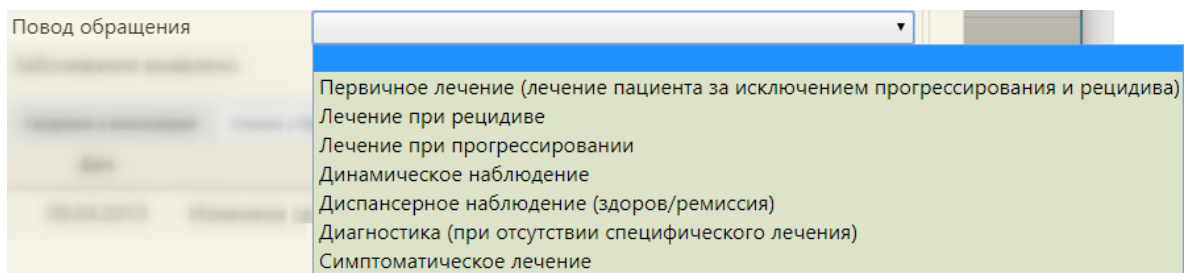 Повод обращения
Первичное лечение (лечение пациента за исключением прогрессирования и рецидива)
Лечение при рецидиве
Лечение при прогрессировании
Динамическое наблюдение
Диспансерное наблюдение (здоров/ремиссия)
Диагностика (при отсутствии специфического лечения)
Симптоматическое лечение